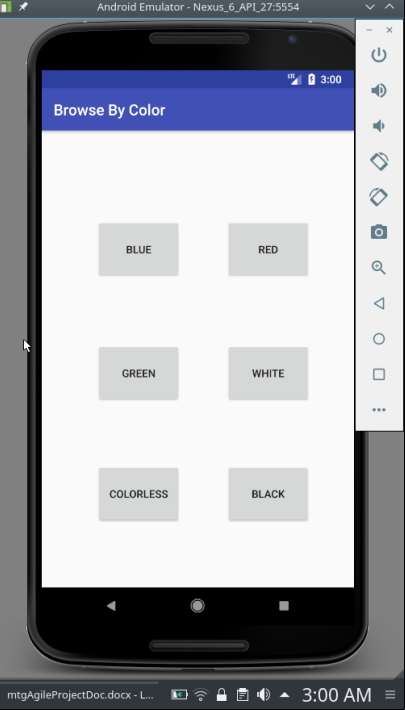 Android Emulator - Nexus_6_API_27:5554
LTE 3:00
Browse By Color
BLUE RED
GREEN WHITE
COLORLESS BLACK
mtgAgileProjectDoc.docx - L... 3:00 AM